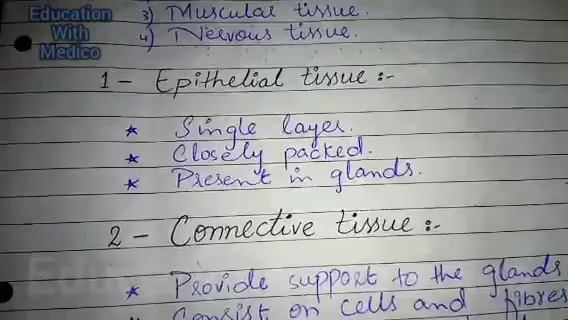 Education
With
Medico
3) Muscular tissue.
4) Nervous tissue.
1 - Epithelial tissue :-
* Single layer.
* Closely packed.
* Present in glands.
2 - Connective tissue :-
* Provide support to the glands
* Consist on cells and fibres